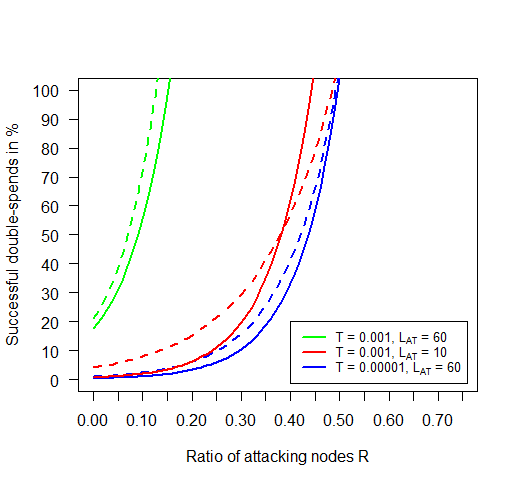 Successful double-spends in %
100
90
80
70
60
50
40
30
20
10
0
T = 0.001, LAT = 60
T = 0.001, LAT = 10
T = 0.00001, LAT = 60
0.00 0.10 0.20 0.30 0.40 0.50 0.60 0.70
Ratio of attacking nodes R